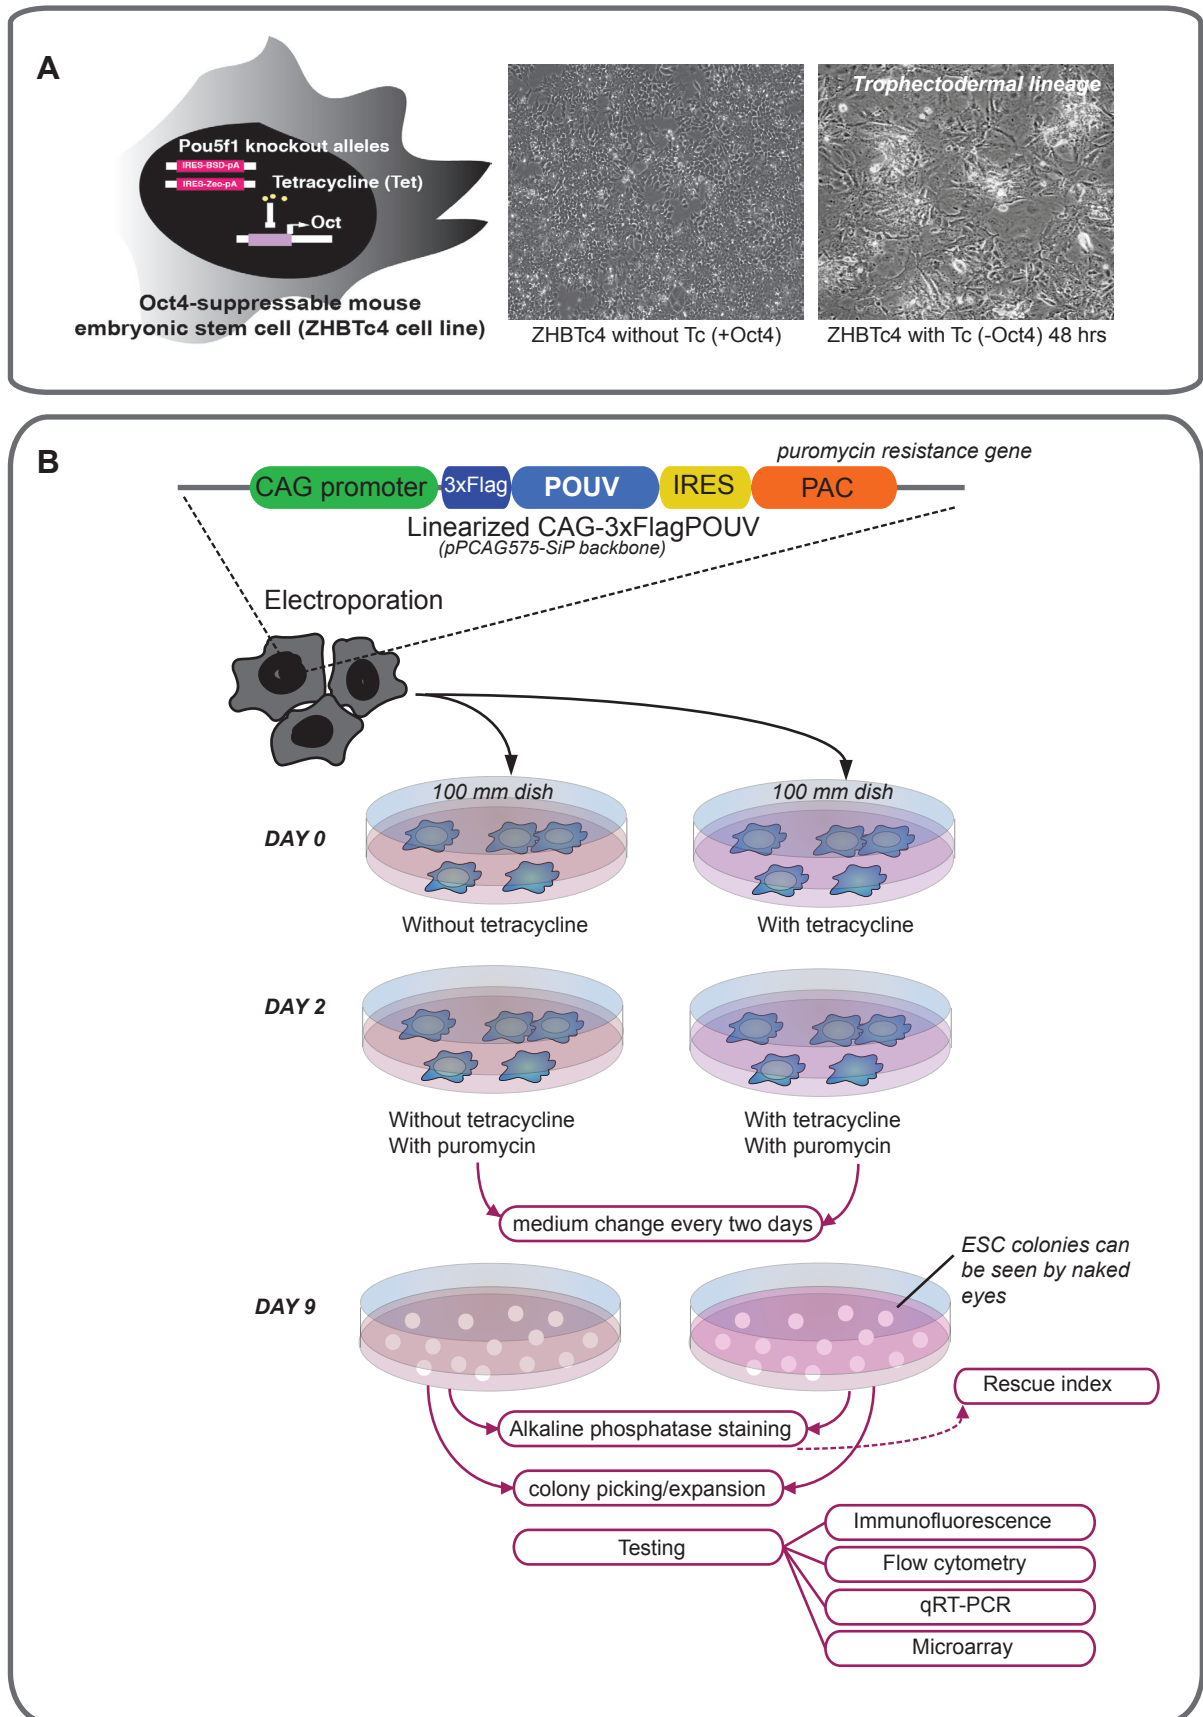 A
Pou5f1 knockout alleles
IRES-BSD-pA
IRES-Zeo-pA
Tetracycline (Tet)
Oct
Oct4-suppressable mouse
embryonic stem cell (ZHBTc4 cell line)
ZHBTc4 without Tc (+Oct4)
Trophectodermal lineage
ZHBTc4 with Tc (-Oct4) 48 hrs
B
puromycin resistance gene
CAG promoter
3xFlag
POUV
IRES
PAC
Linearized CAG-3xFlagPOUV
(pPCAG575-SiP backbone)
Electroporation
100 mm dish
100 mm dish
DAY 0
Without tetracycline
With tetracycline
DAY 2
Without tetracycline
With puromycin
With tetracycline
With puromycin
medium change every two days
ESC colonies can
be seen by naked
eyes
DAY 9
Rescue index
Alkaline phosphatase staining
colony picking/expansion
Testing
Immunofluorescence
Flow cytometry
qRT-PCR
Microarray